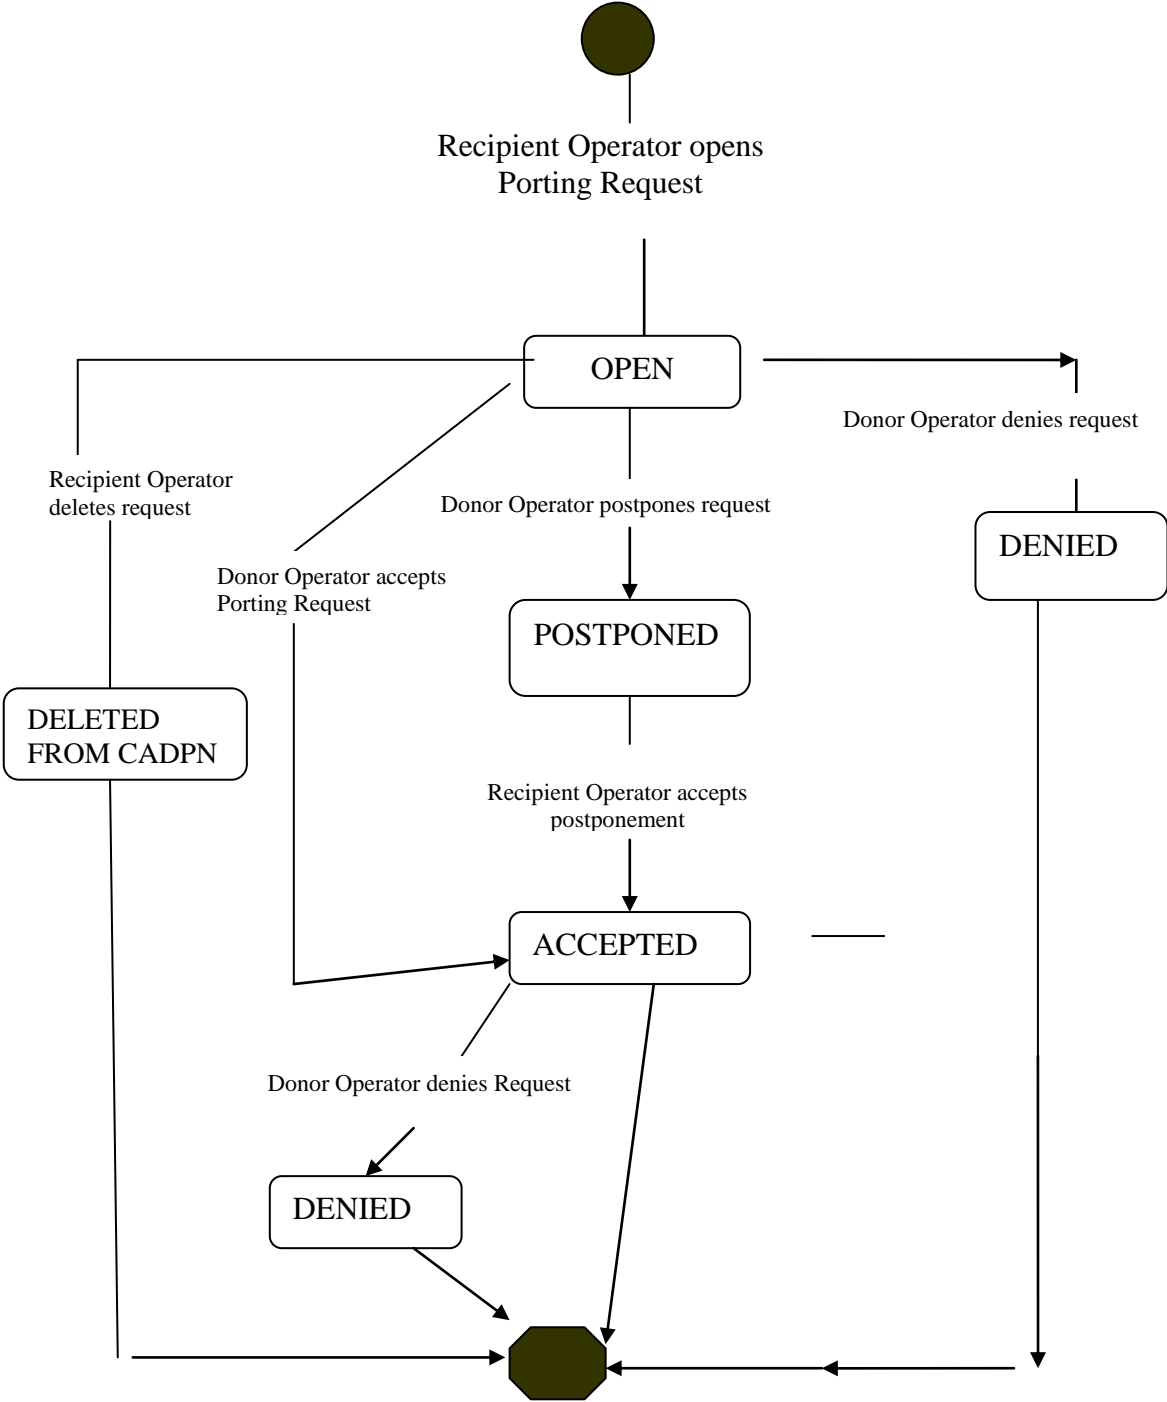 Recipient Operator opens
Porting Request
OPEN
Donor Operator denies request
Recipient Operator
deletes request
Donor Operator postpones request
DENIED
Donor Operator accepts
Porting Request
POSTPONED
DELETED
FROM CADPN
Recipient Operator accepts
postponement
ACCEPTED
Donor Operator denies Request
DENIED